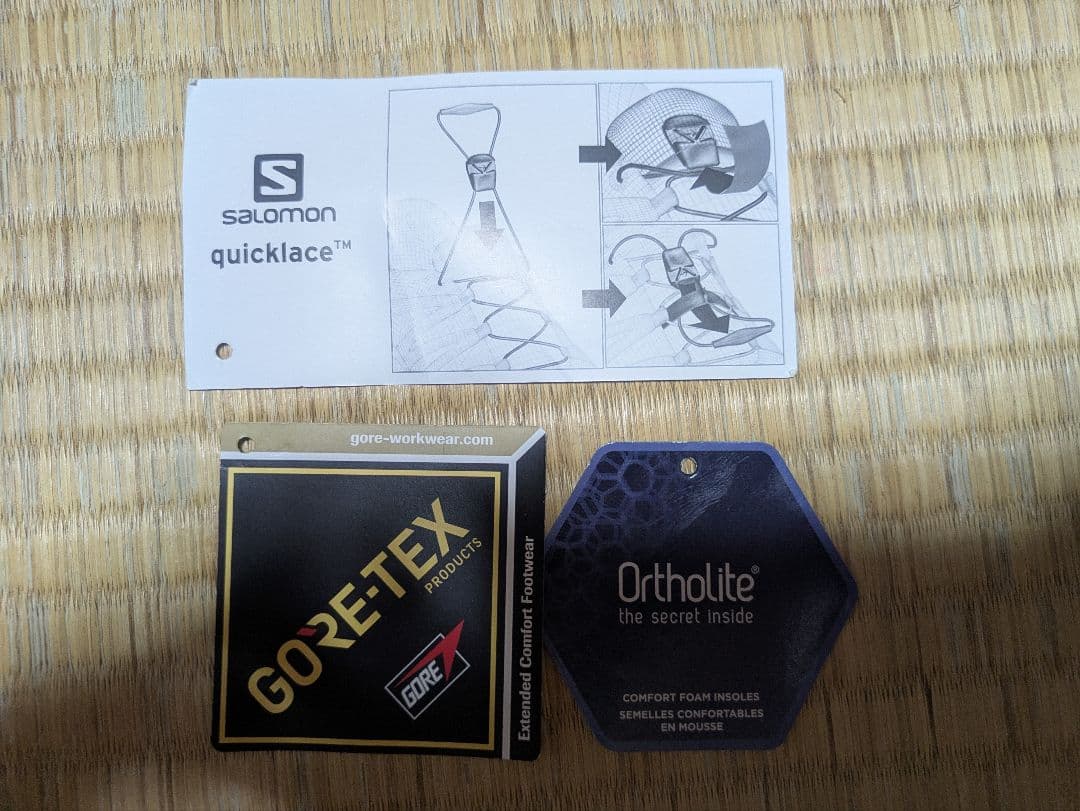 S
salomon
quicklace™
gore-workwear.com
GORE-TEX
PRODUCTS
GORE
Extended Comfort Footwear
Ortholite®
the secret inside
COMFORT FOAM INSOLES
SEMELLES CONFORTABLES
EN MOUSSE